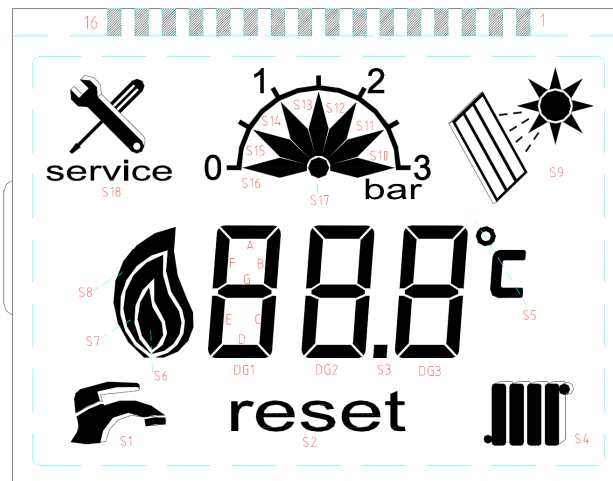 16 1
1 2
S13 S12
S14 S11
S15 S10
0 3
service S16 bar S9
S18 S17
A
F B
S8 G °c
E C S5
S7 D
S6 DG1 DG2 S3 DG3
reset
S1 S2 S4